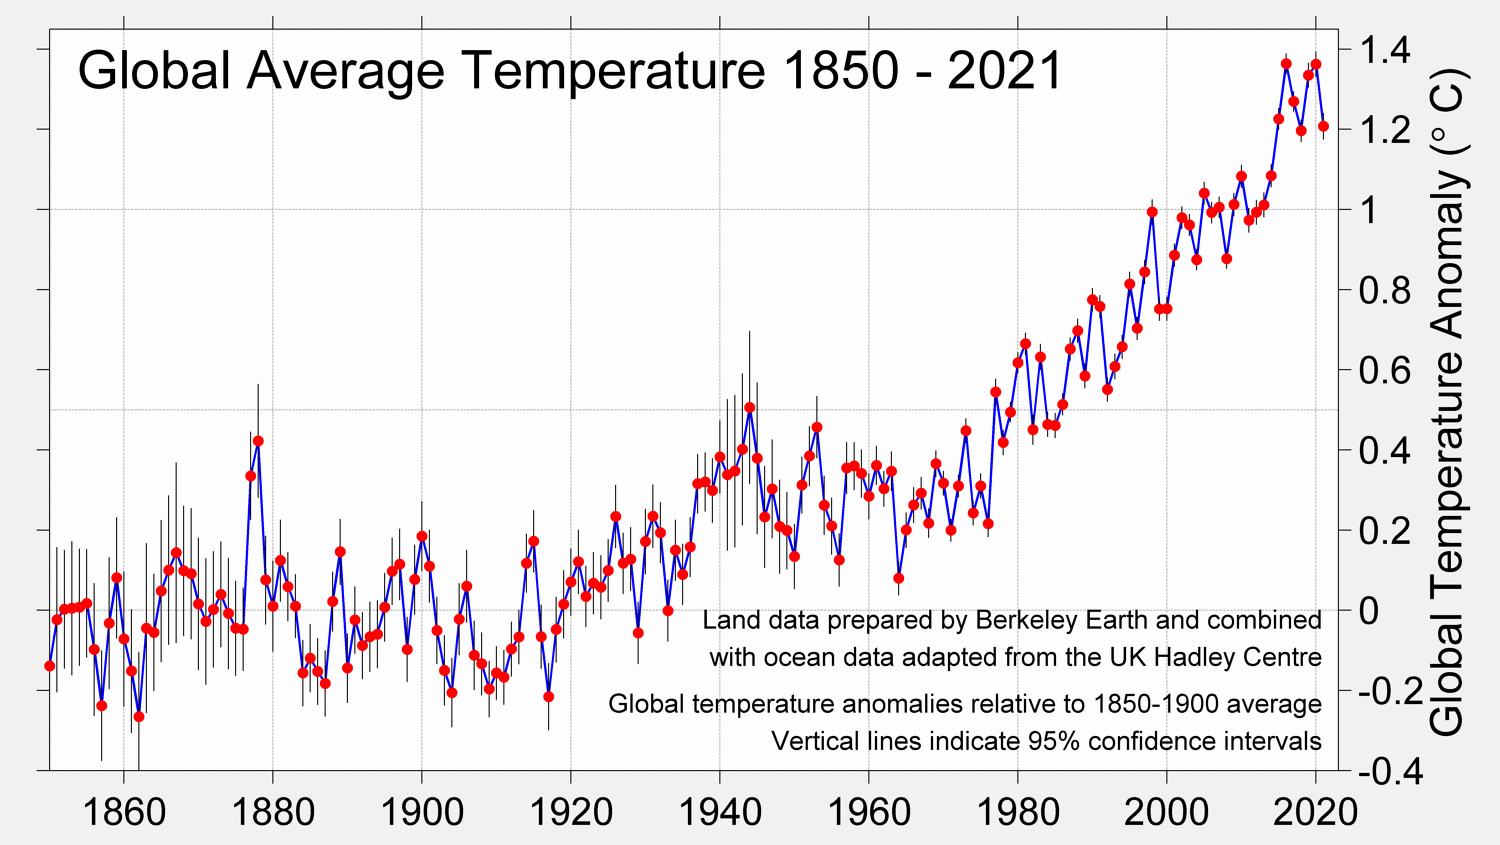 Global Average Temperature 1850 - 2021
1.4
1.2
1
0.8
0.6
0.4
0.2
0
-0.2
-0.4
Global Temperature Anomaly (° C)
Land data prepared by Berkeley Earth and combined
with ocean data adapted from the UK Hadley Centre
Global temperature anomalies relative to 1850-1900 average
Vertical lines indicate 95% confidence intervals
1860 1880 1900 1920 1940 1960 1980 2000 2020